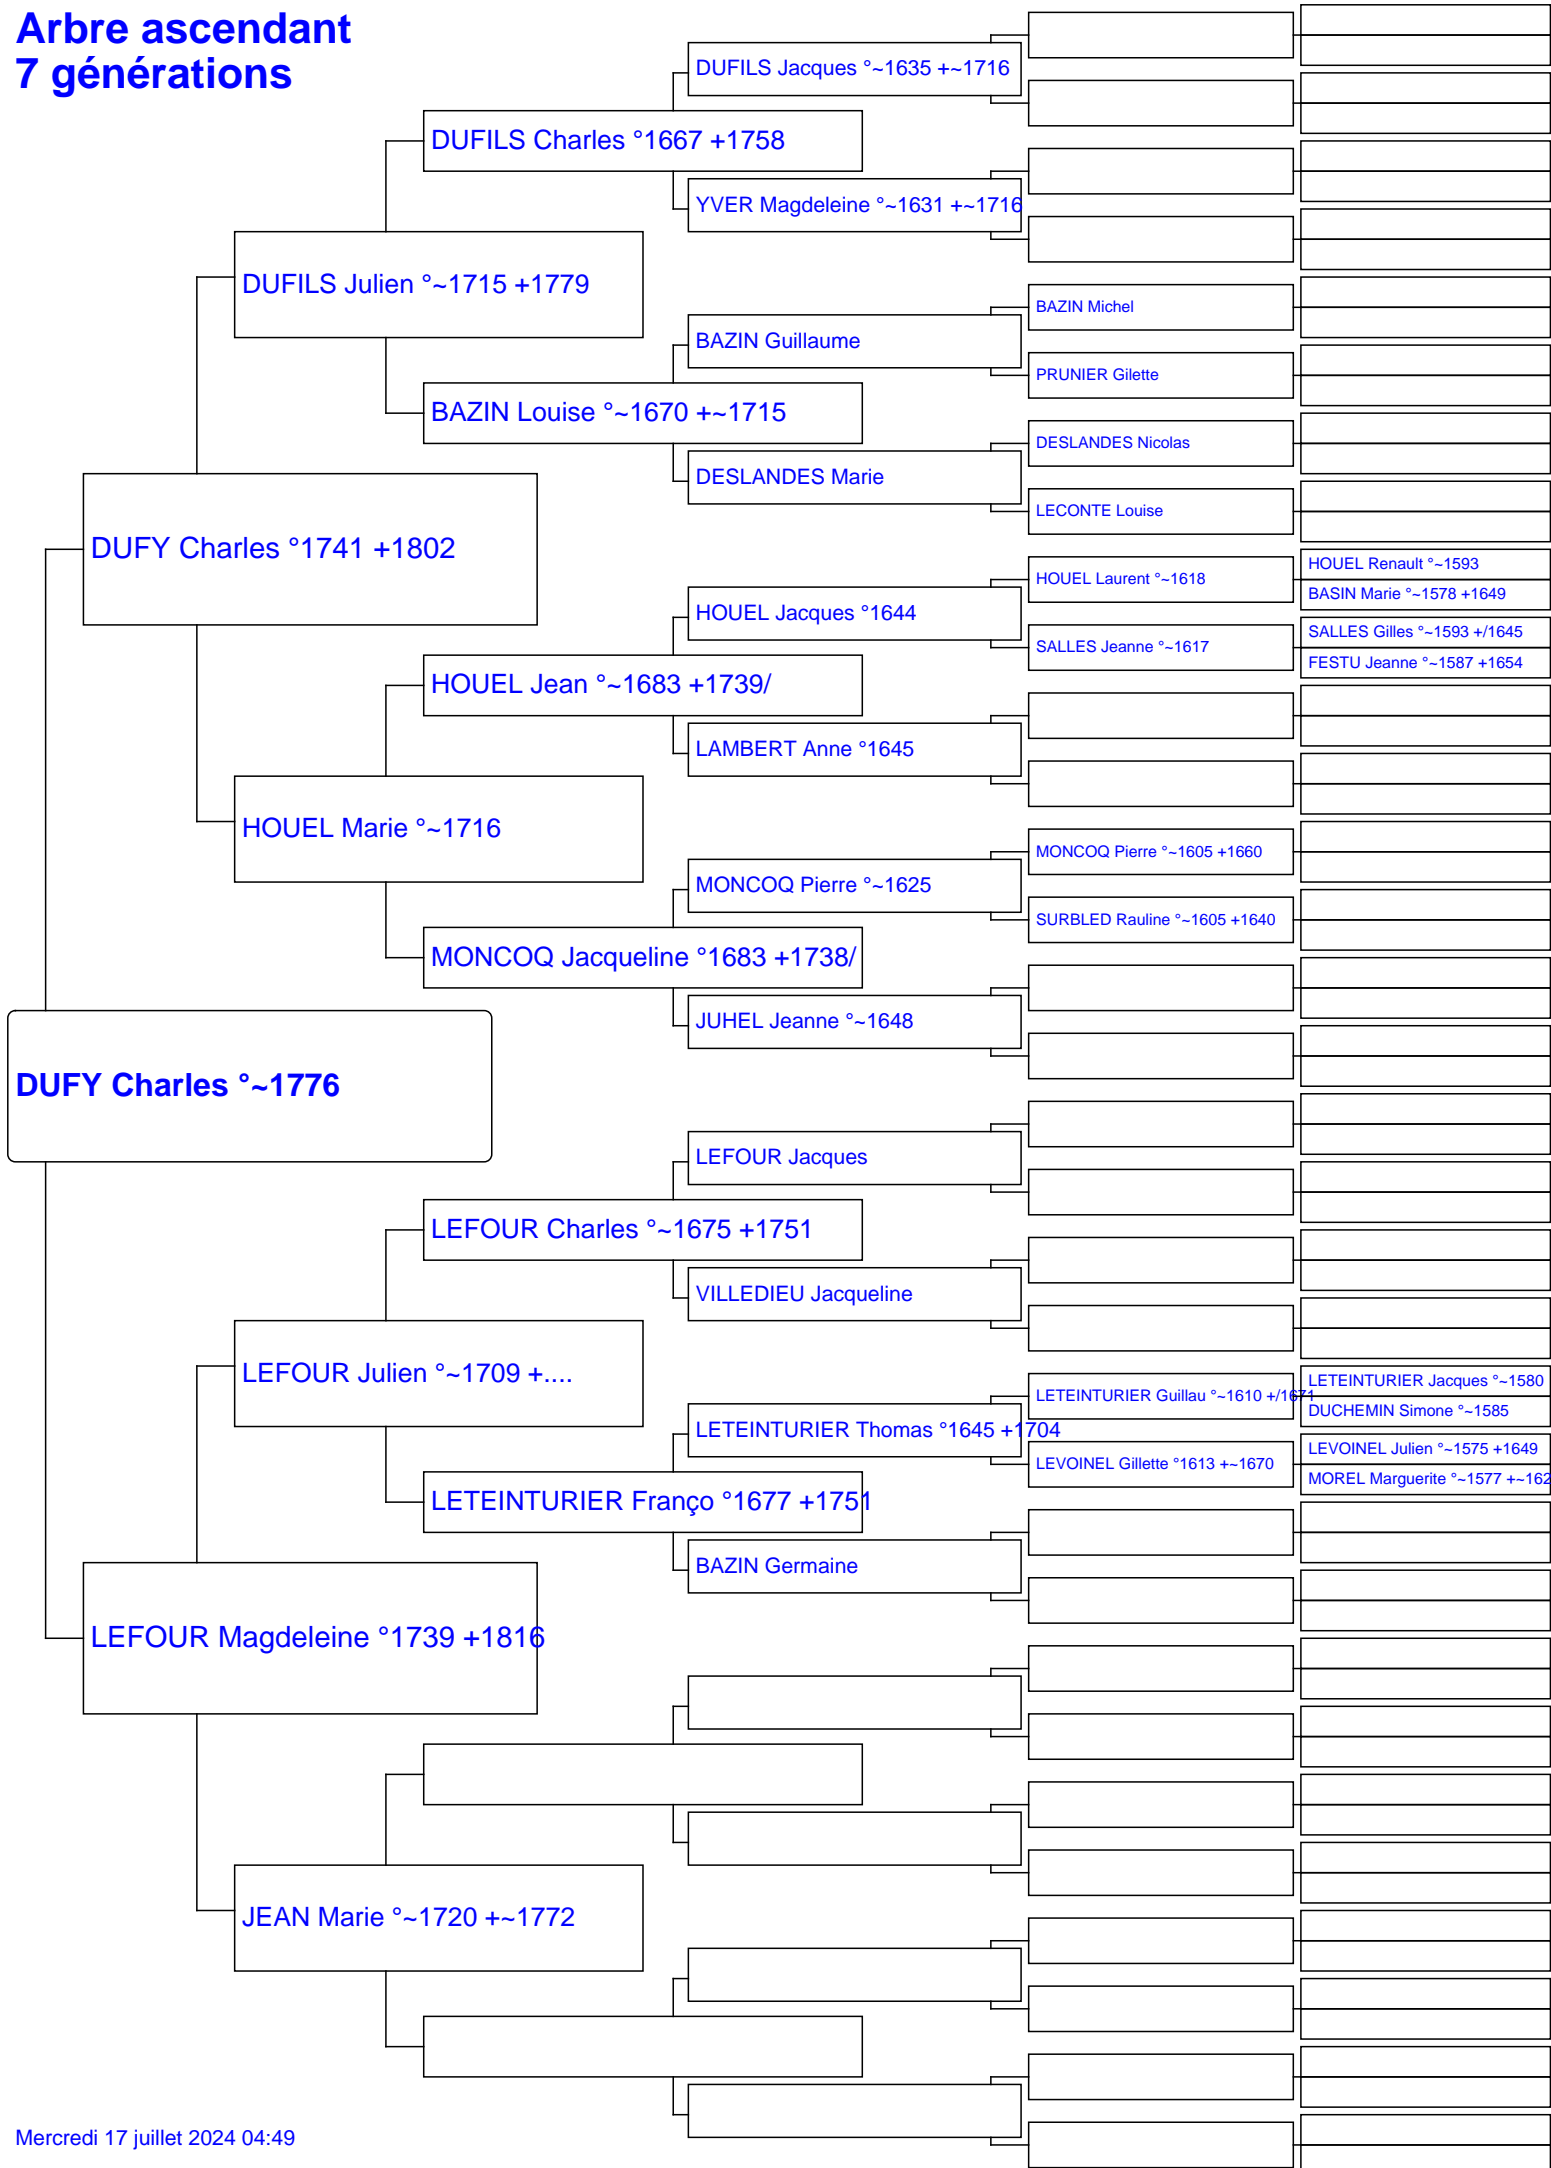 Arbre ascendant
7 générations
DUFILS Jacques °~1635 +~1716
DUFILS Charles °1667 +1758
YVER Magdeleine °~1631 +~1716
DUFILS Julien °~1715 +1779
BAZIN Michel
BAZIN Guillaume
PRUNIER Gilette
BAZIN Louise °~1670 +~1715
DESLANDES Nicolas
DESLANDES Marie
LECONTE Louise
DUFY Charles °1741 +1802
HOUEL Renault °~1593
HOUEL Laurent °~1618
BASIN Marie °~1578 +1649
HOUEL Jacques °1644
SALLES Gilles °~1593 +/1645
SALLES Jeanne °~1617
FESTU Jeanne °~1587 +1654
HOUEL Jean °~1683 +1739/
LAMBERT Anne °1645
HOUEL Marie °~1716
MONCOQ Pierre °~1605 +1660
MONCOQ Pierre °~1625
SURBLED Rauline °~1605 +1640
MONCOQ Jacqueline °1683 +1738/
JUHEL Jeanne °~1648
DUFY Charles °~1776
LEFOUR Jacques
LEFOUR Charles °~1675 +1751
VILLEDIEU Jacqueline
LEFOUR Julien °~1709 +....
LETEINTURIER Jacques °~1580
LETEINTURIER Guillau °~1610 +/1671
DUCHEMIN Simone °~1585
LETEINTURIER Thomas °1645 +1704
LEVOINEL Julien °~1575 +1649
LEVOINEL Gillette °1613 +~1670
MOREL Marguerite °~1577 +~162
LETEINTURIER Franço °1677 +1751
BAZIN Germaine
LEFOUR Magdeleine °1739 +1816
JEAN Marie °~1720 +~1772
Mercredi 17 juillet 2024 04:49